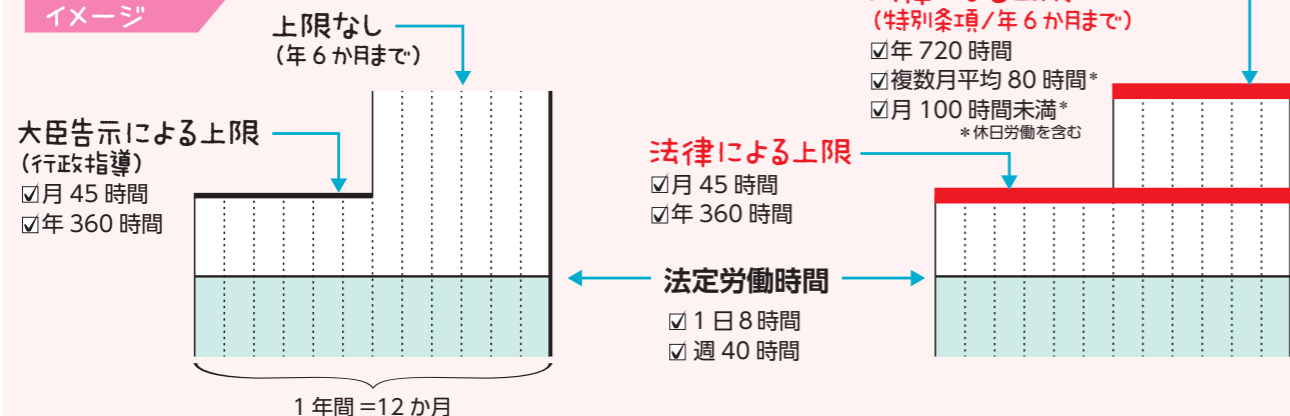 イメージ
上限なし
（年６か月まで）
大臣告示による上限
（行政指導）
☑月 45 時間
☑年 360 時間
1 年間 =12 か月
法定労働時間
☑ 1 日 8 時間
☑ 週 40 時間
法律による上限
☑月 45 時間
☑年 360 時間
（特別条項/年６か月まで）
☑年 720 時間
☑複数月平均 80 時間*
☑月 100 時間未満*
*休日労働を含む